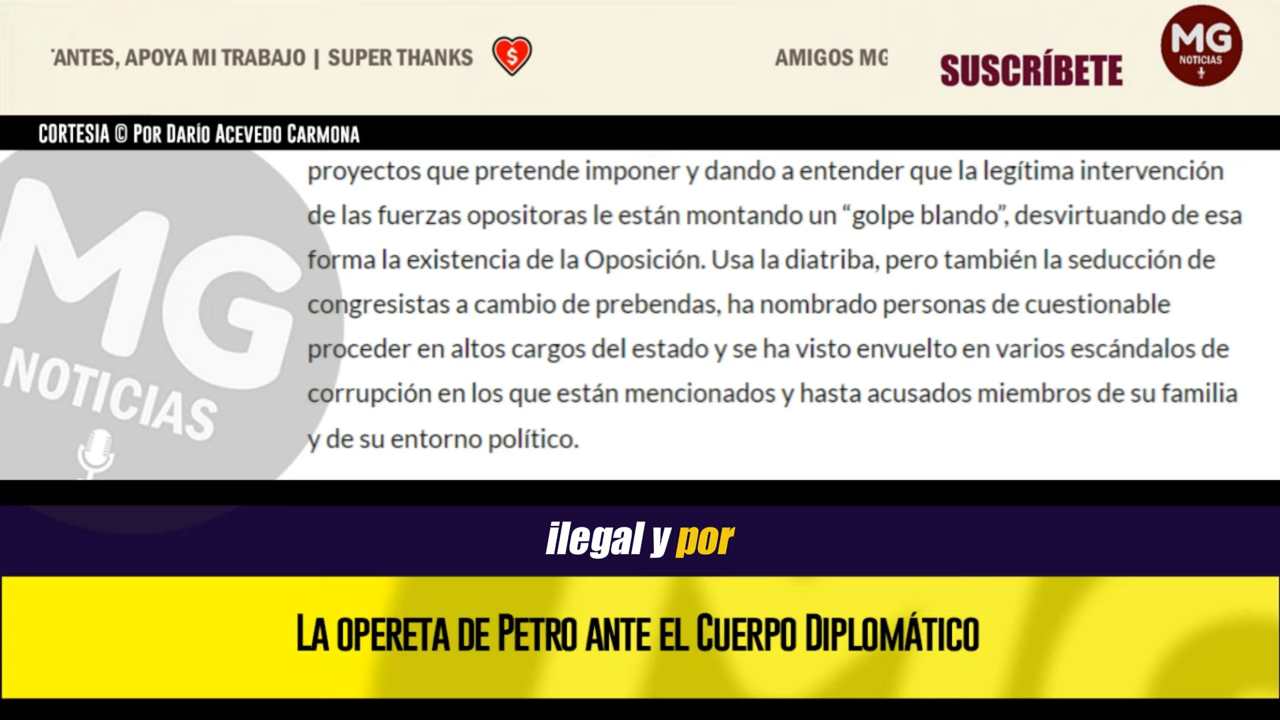 TANTES, APOYA MI TRABAJO | SUPER THANKS
$
AMIGOS MG
SUSCRÍBETE
MG
NOTICIAS
CORTESIA © Por Darío Acevedo Carmona
proyectos que pretende imponer y dando a entender que la legítima intervención
de las fuerzas opositoras le están montando un “golpe blando”, desvirtuando de esa
forma la existencia de la Oposición. Usa la diatriba, pero también la seducción de
congresistas a cambio de prebendas, ha nombrado personas de cuestionable
proceder en altos cargos del estado y se ha visto envuelto en varios escándalos de
corrupción en los que están mencionados y hasta acusados miembros de su familia
y de su entorno político.
MG
NOTICIAS
ilegal y por
La opereta de Petro ante el Cuerpo Diplomático